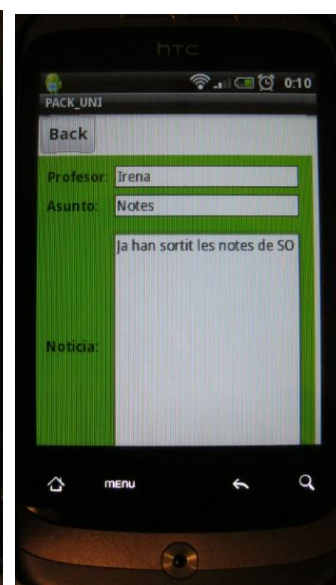 hTC
0:10
PACK_UNI
Back
Profesor: Irena
Asunto: Notes
Noticia: Ja han sortit les notes de SO
MENU